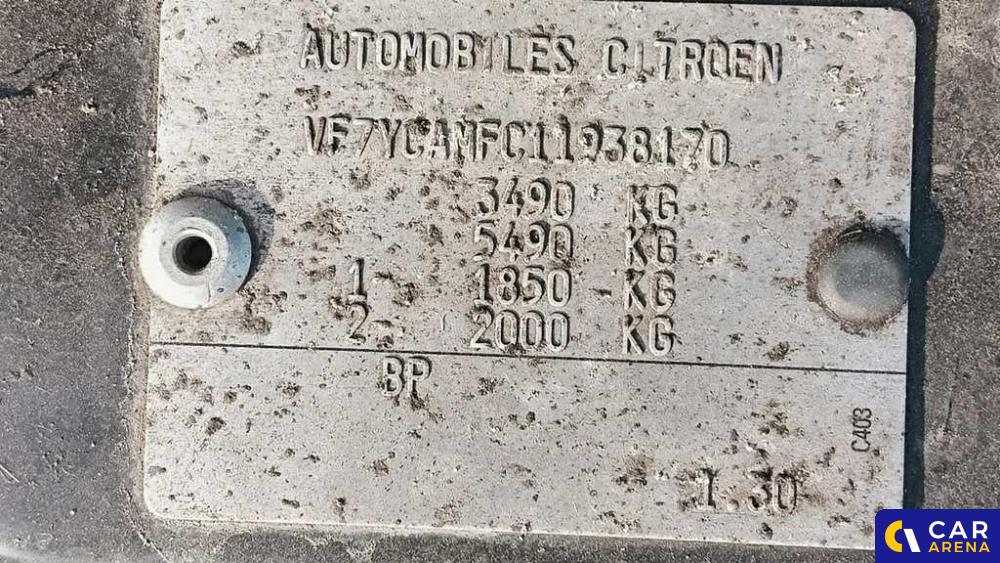 AUTOMOBILES CITROEN
VF7YCAMFC11938170
3490 KG
5490 KG
1- 1850 KG
2- 2000 KG
BP
C403
1.30
CAR
ARENA